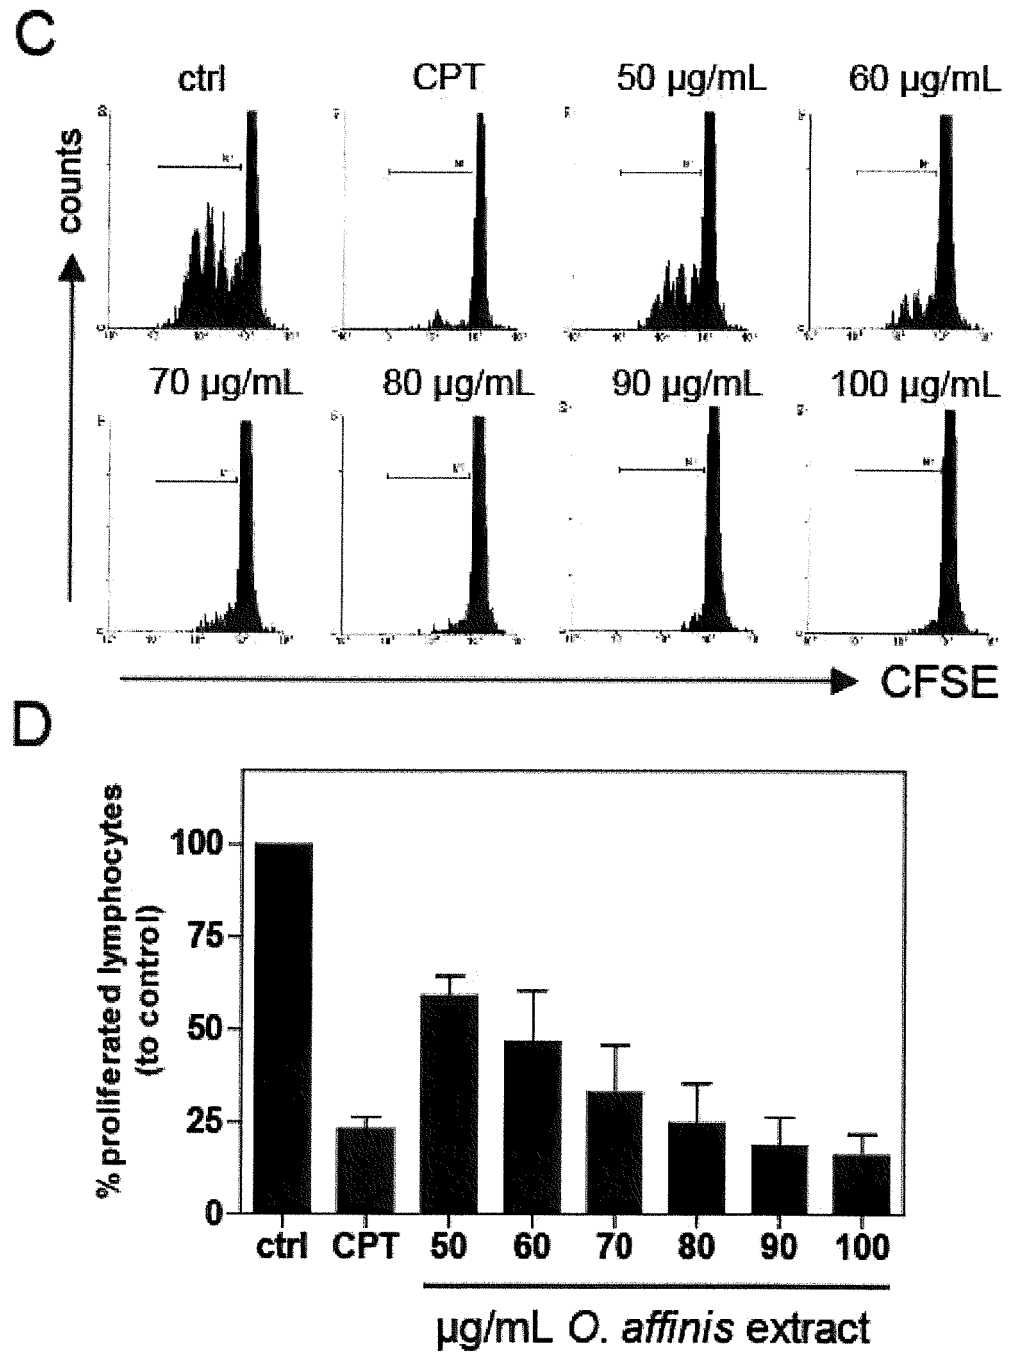 C
ctrl CPT 50 µg/mL 60 µg/mL
counts
70 µg/mL 80 µg/mL 90 µg/mL 100 µg/mL
CFSE
D
% proliferated lymphocytes
(to control)
100
75
50
25
0
ctrl CPT 50 60 70 80 90 100
µg/mL O. affinis extract